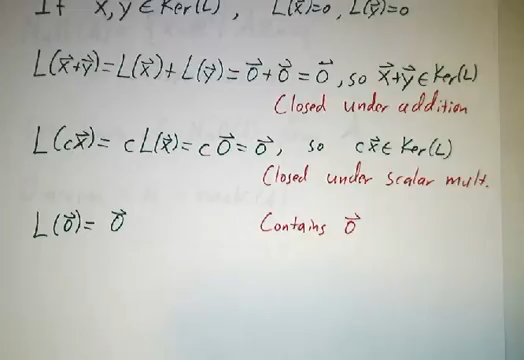 If x, y ∈ Ker(L), L(x⃗)=0, L(y⃗)=0
L(x⃗+y⃗)=L(x⃗)+L(y⃗)=0⃗+0⃗=0⃗, so x⃗+y⃗∈Ker(L)
Closed under addition
L(cx⃗)= cL(x⃗)=c0⃗=0⃗, so cx⃗∈Ker(L)
Closed under scalar mult.
L(0⃗)= 0⃗ Contains 0⃗